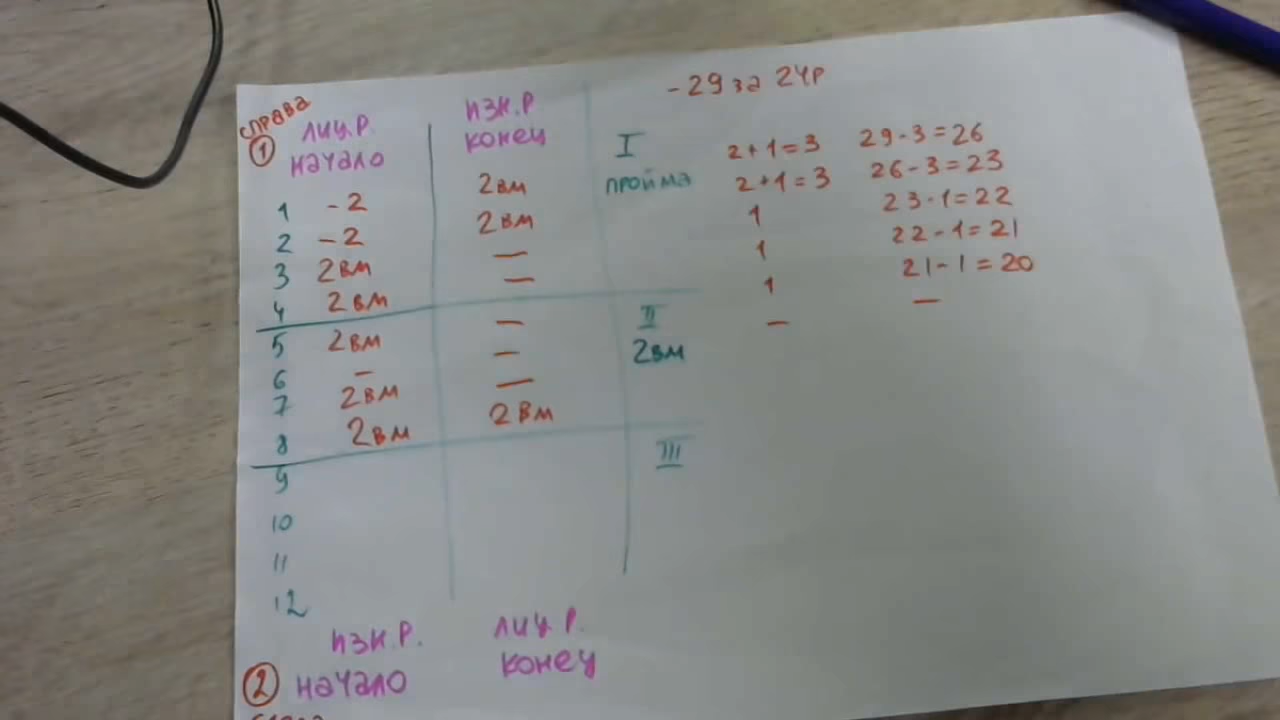 - 29 за 24р
справа
① лиц.р. начало
изн.р конец
I
пройма
1 - 2 2вм 2+1=3 29-3=26
2 - 2 2вм 2+1=3 26-3=23
3 2вм — 1 23-1=22
4 2вм — 1 22-1=21
1 21-1=20
5 2вм — II — —
6 — — 2вм
7 2вм —
8 2вм 2вм
9 III
10
11
12
изн.р. лиц р.
② начало конец